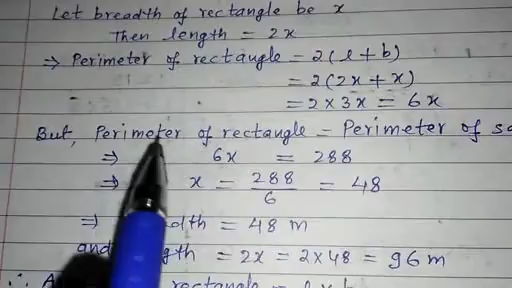 Let breadth of rectangle be x
Then length = 2x
⇒ Perimeter of rectangle = 2(l+b)
= 2(2x+x)
= 2×3x = 6x
But, Perimeter of rectangle = Perimeter of
⇒ 6x = 288
⇒ x = 288/6 = 48
⇒ = 48 m
and = 2x = 2×48 = 96 m
∴ rectangle =